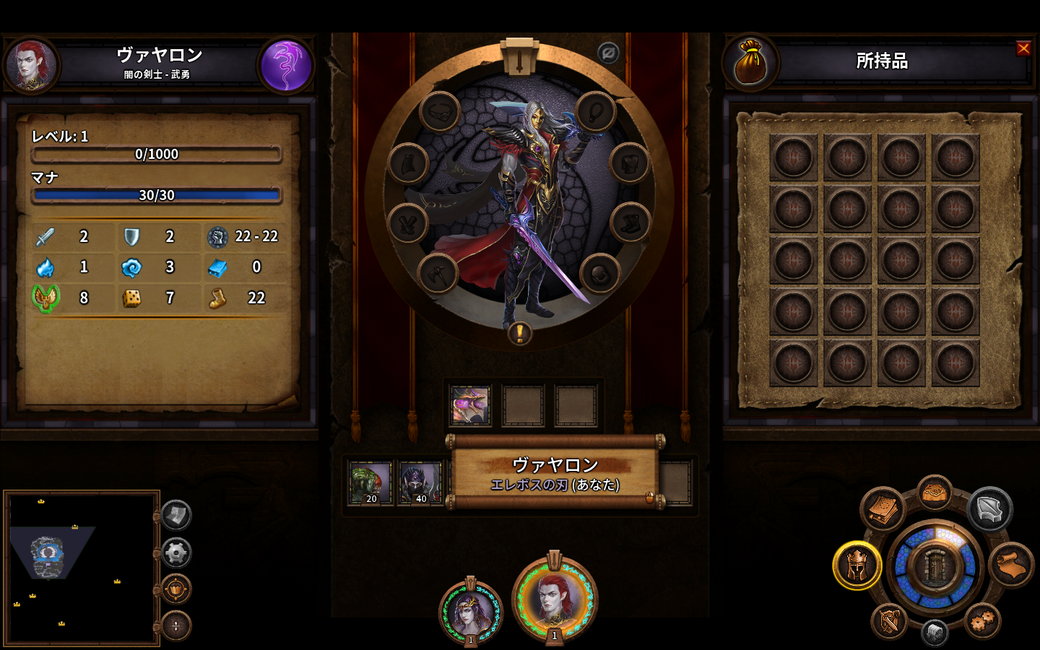 ヴァヤロン
闇の剣士 - 武勇
所持品
レベル: 1
0/1000
マナ
30/30
2
2
22 - 22
1
3
0
8
7
22
20
40
ヴァヤロン
エレボスの刃 (あなた)
1
1